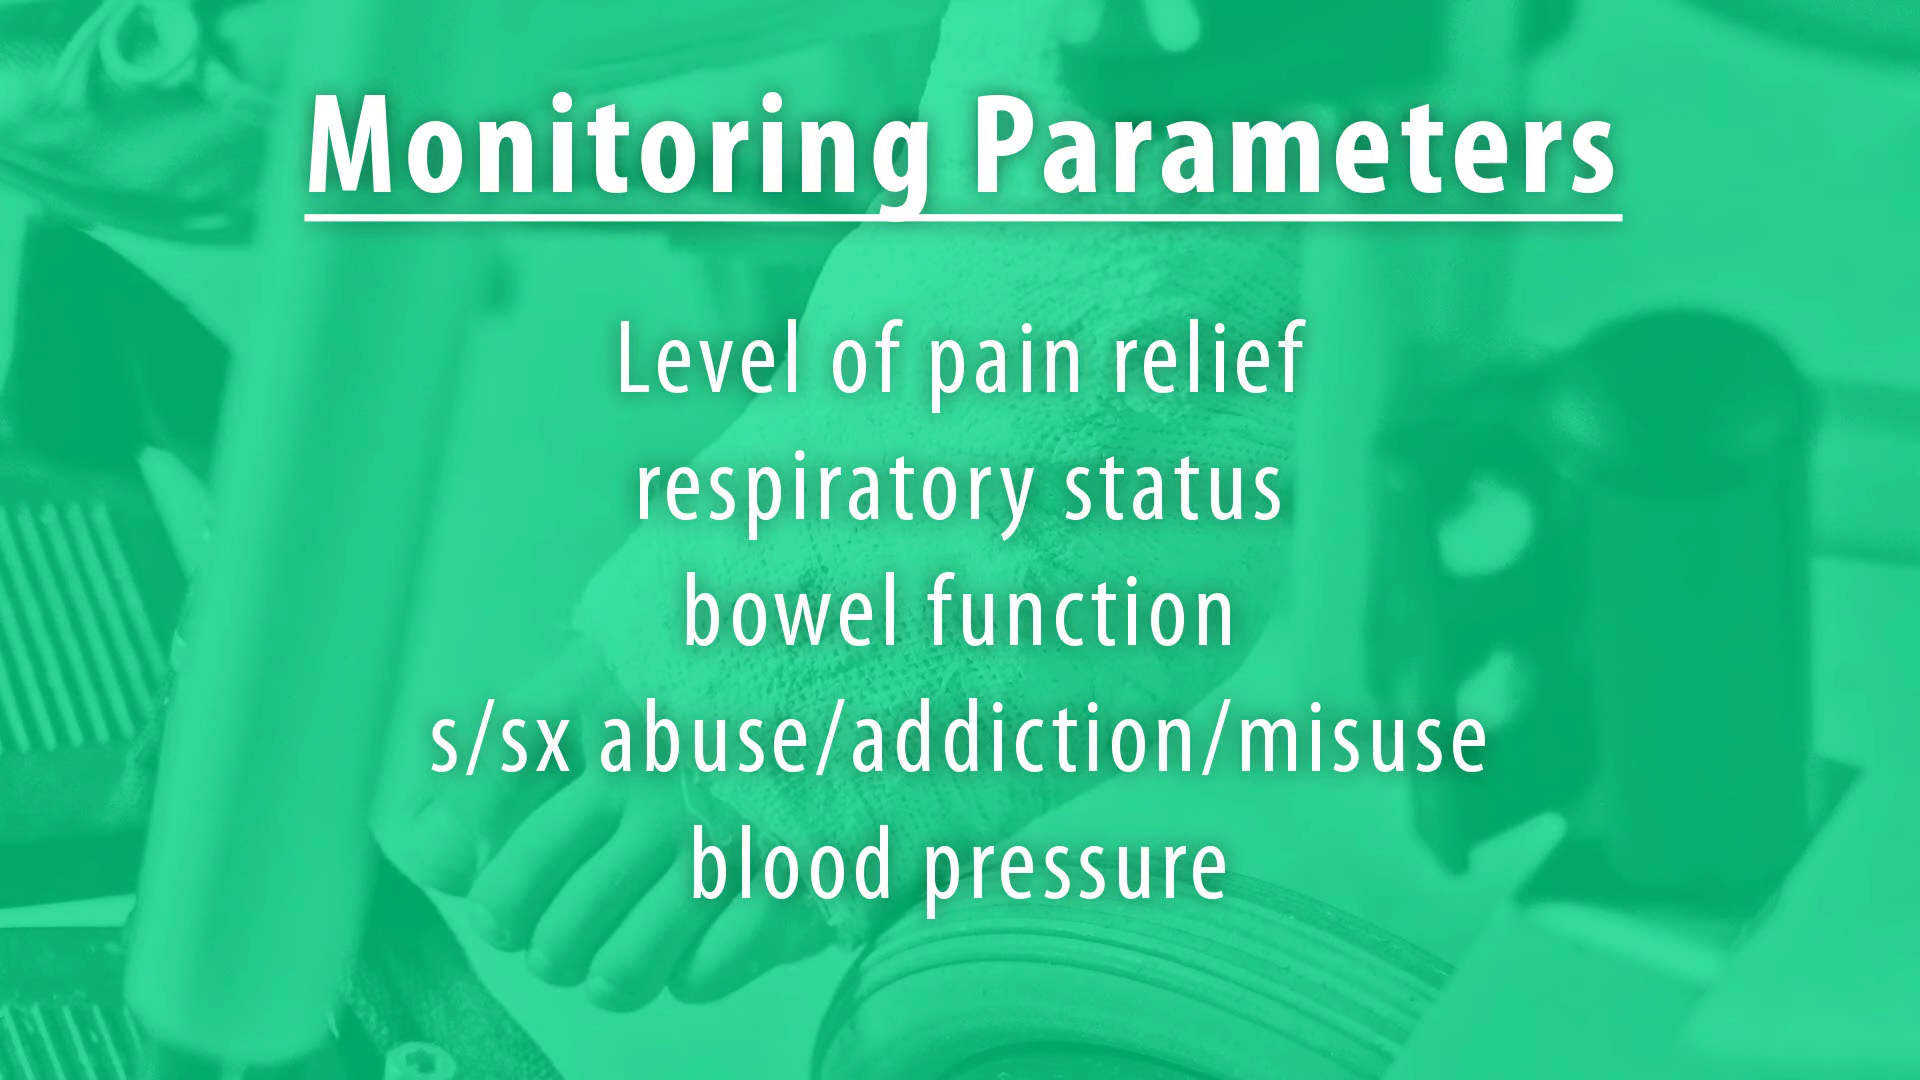 Monitoring Parameters
Level of pain relief
respiratory status
bowel function
s/sx abuse/addiction/misuse
blood pressure